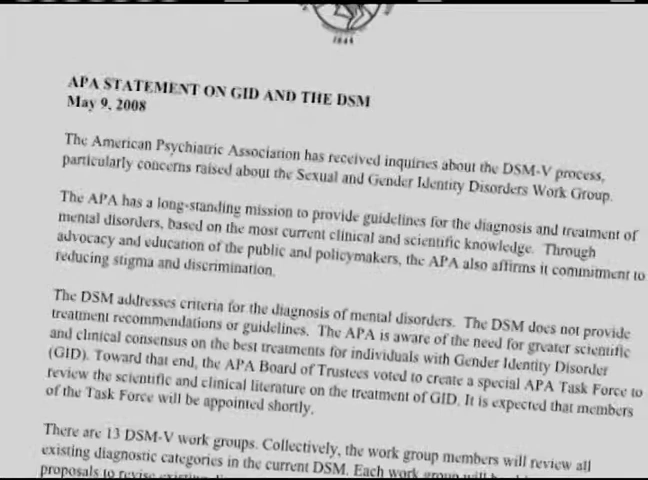 1844
APA STATEMENT ON GID AND THE DSM
May 9, 2008
The American Psychiatric Association has received inquiries about the DSM-V process,
particularly concerns raised about the Sexual and Gender Identity Disorders Work Group.
The APA has a long-standing mission to provide guidelines for the diagnosis and treatment of
mental disorders, based on the most current clinical and scientific knowledge. Through
advocacy and education of the public and policymakers, the APA also affirms it commitment to
reducing stigma and discrimination.
The DSM addresses criteria for the diagnosis of mental disorders. The DSM does not provide
treatment recommendations or guidelines. The APA is aware of the need for greater scientific
and clinical consensus on the best treatments for individuals with Gender Identity Disorder
(GID). Toward that end, the APA Board of Trustees voted to create a special APA Task Force to
review the scientific and clinical literature on the treatment of GID. It is expected that members
of the Task Force will be appointed shortly.
There are 13 DSM-V work groups. Collectively, the work group members will review all
existing diagnostic categories in the current DSM. Each work group will
proposals to revise